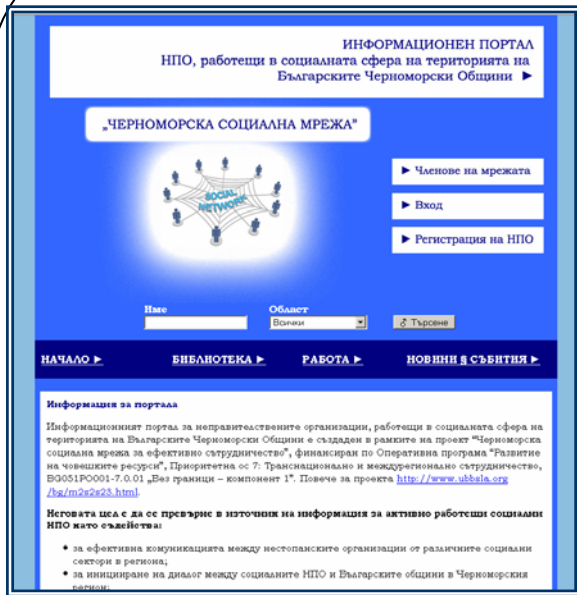 ИНФОРМАЦИОНЕН ПОРТАЛ
НПО, работещи в социалната сфера на територията на
Българските Черноморски Общини ►
„ЧЕРНОМОРСКА СОЦИАЛНА МРЕЖА”
SOCIAL
NETWORK
► Членове на мрежата
► Вход
► Регистрация на НПО
Име Област
Всички Търсене
НАЧАЛО ► БИБЛИОТЕКА ► РАБОТА ► НОВИНИ § СЪБИТИЯ ►
Информация за портала
Информационният портал за неправителствените организации, работещи в социалната сфера на
територията на Българските Черноморски Общини е създаден в рамките на проект “Черноморска
социална мрежа за ефективно сътрудничество”, финансиран по Оперативна програма “Развитие
на човешките ресурси”, Приоритетна ос 7: Транснационално и междурегионално сътрудничество,
BG051PO001-7.0.01 „Без граници – компонент 1”. Повече за проекта http://www.ubbsla.org
/bg/m2s2s23.html.
Неговата цел е да се превърне в източник на информация за активно работещи социални
НПО като съдейства:
• за ефективна комуникацията между нестопанските организации от различните социални
сектори в региона;
• за иницииране на диалог между социалните НПО и Българските общини в Черноморския
регион;